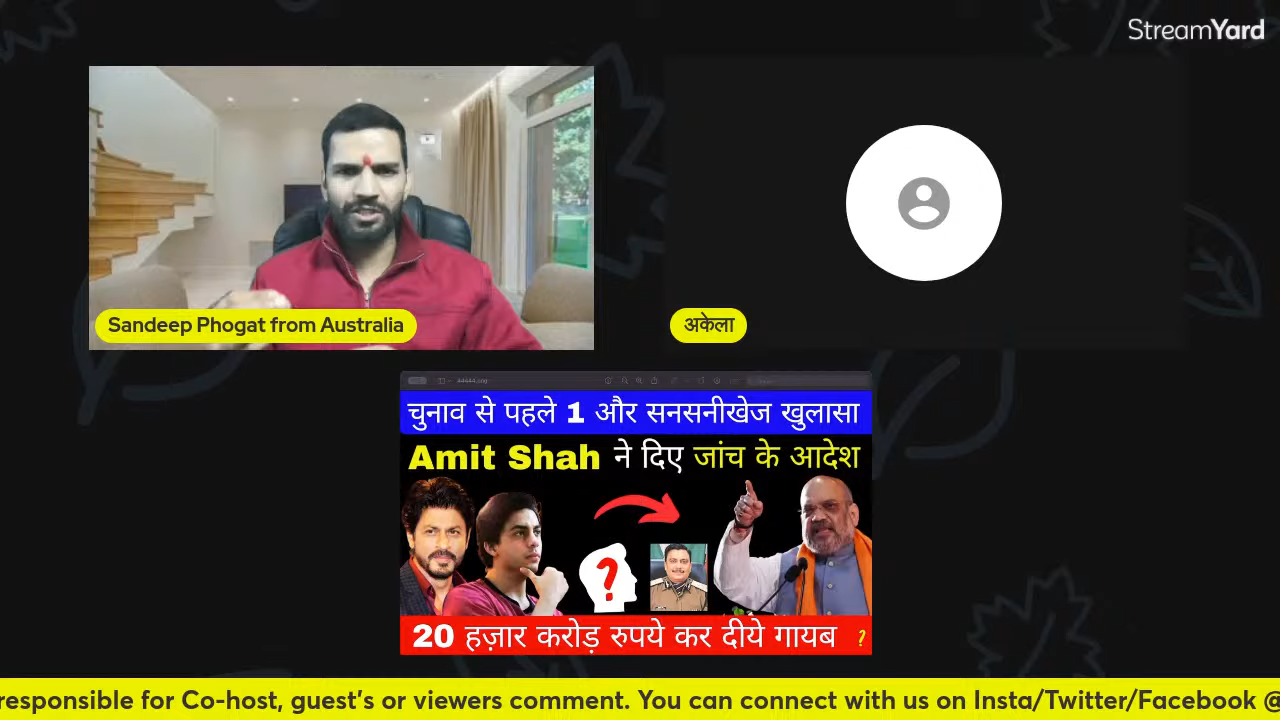 StreamYard
Sandeep Phogat from Australia
अकेला
चुनाव से पहले 1 और सनसनीखेज खुलासा
Amit Shah ने दिए जांच के आदेश
?
20 हज़ार करोड़ रुपये कर दीये गायब ?
responsible for Co-host, guest's or viewers comment. You can connect with us on Insta/Twitter/Facebook @